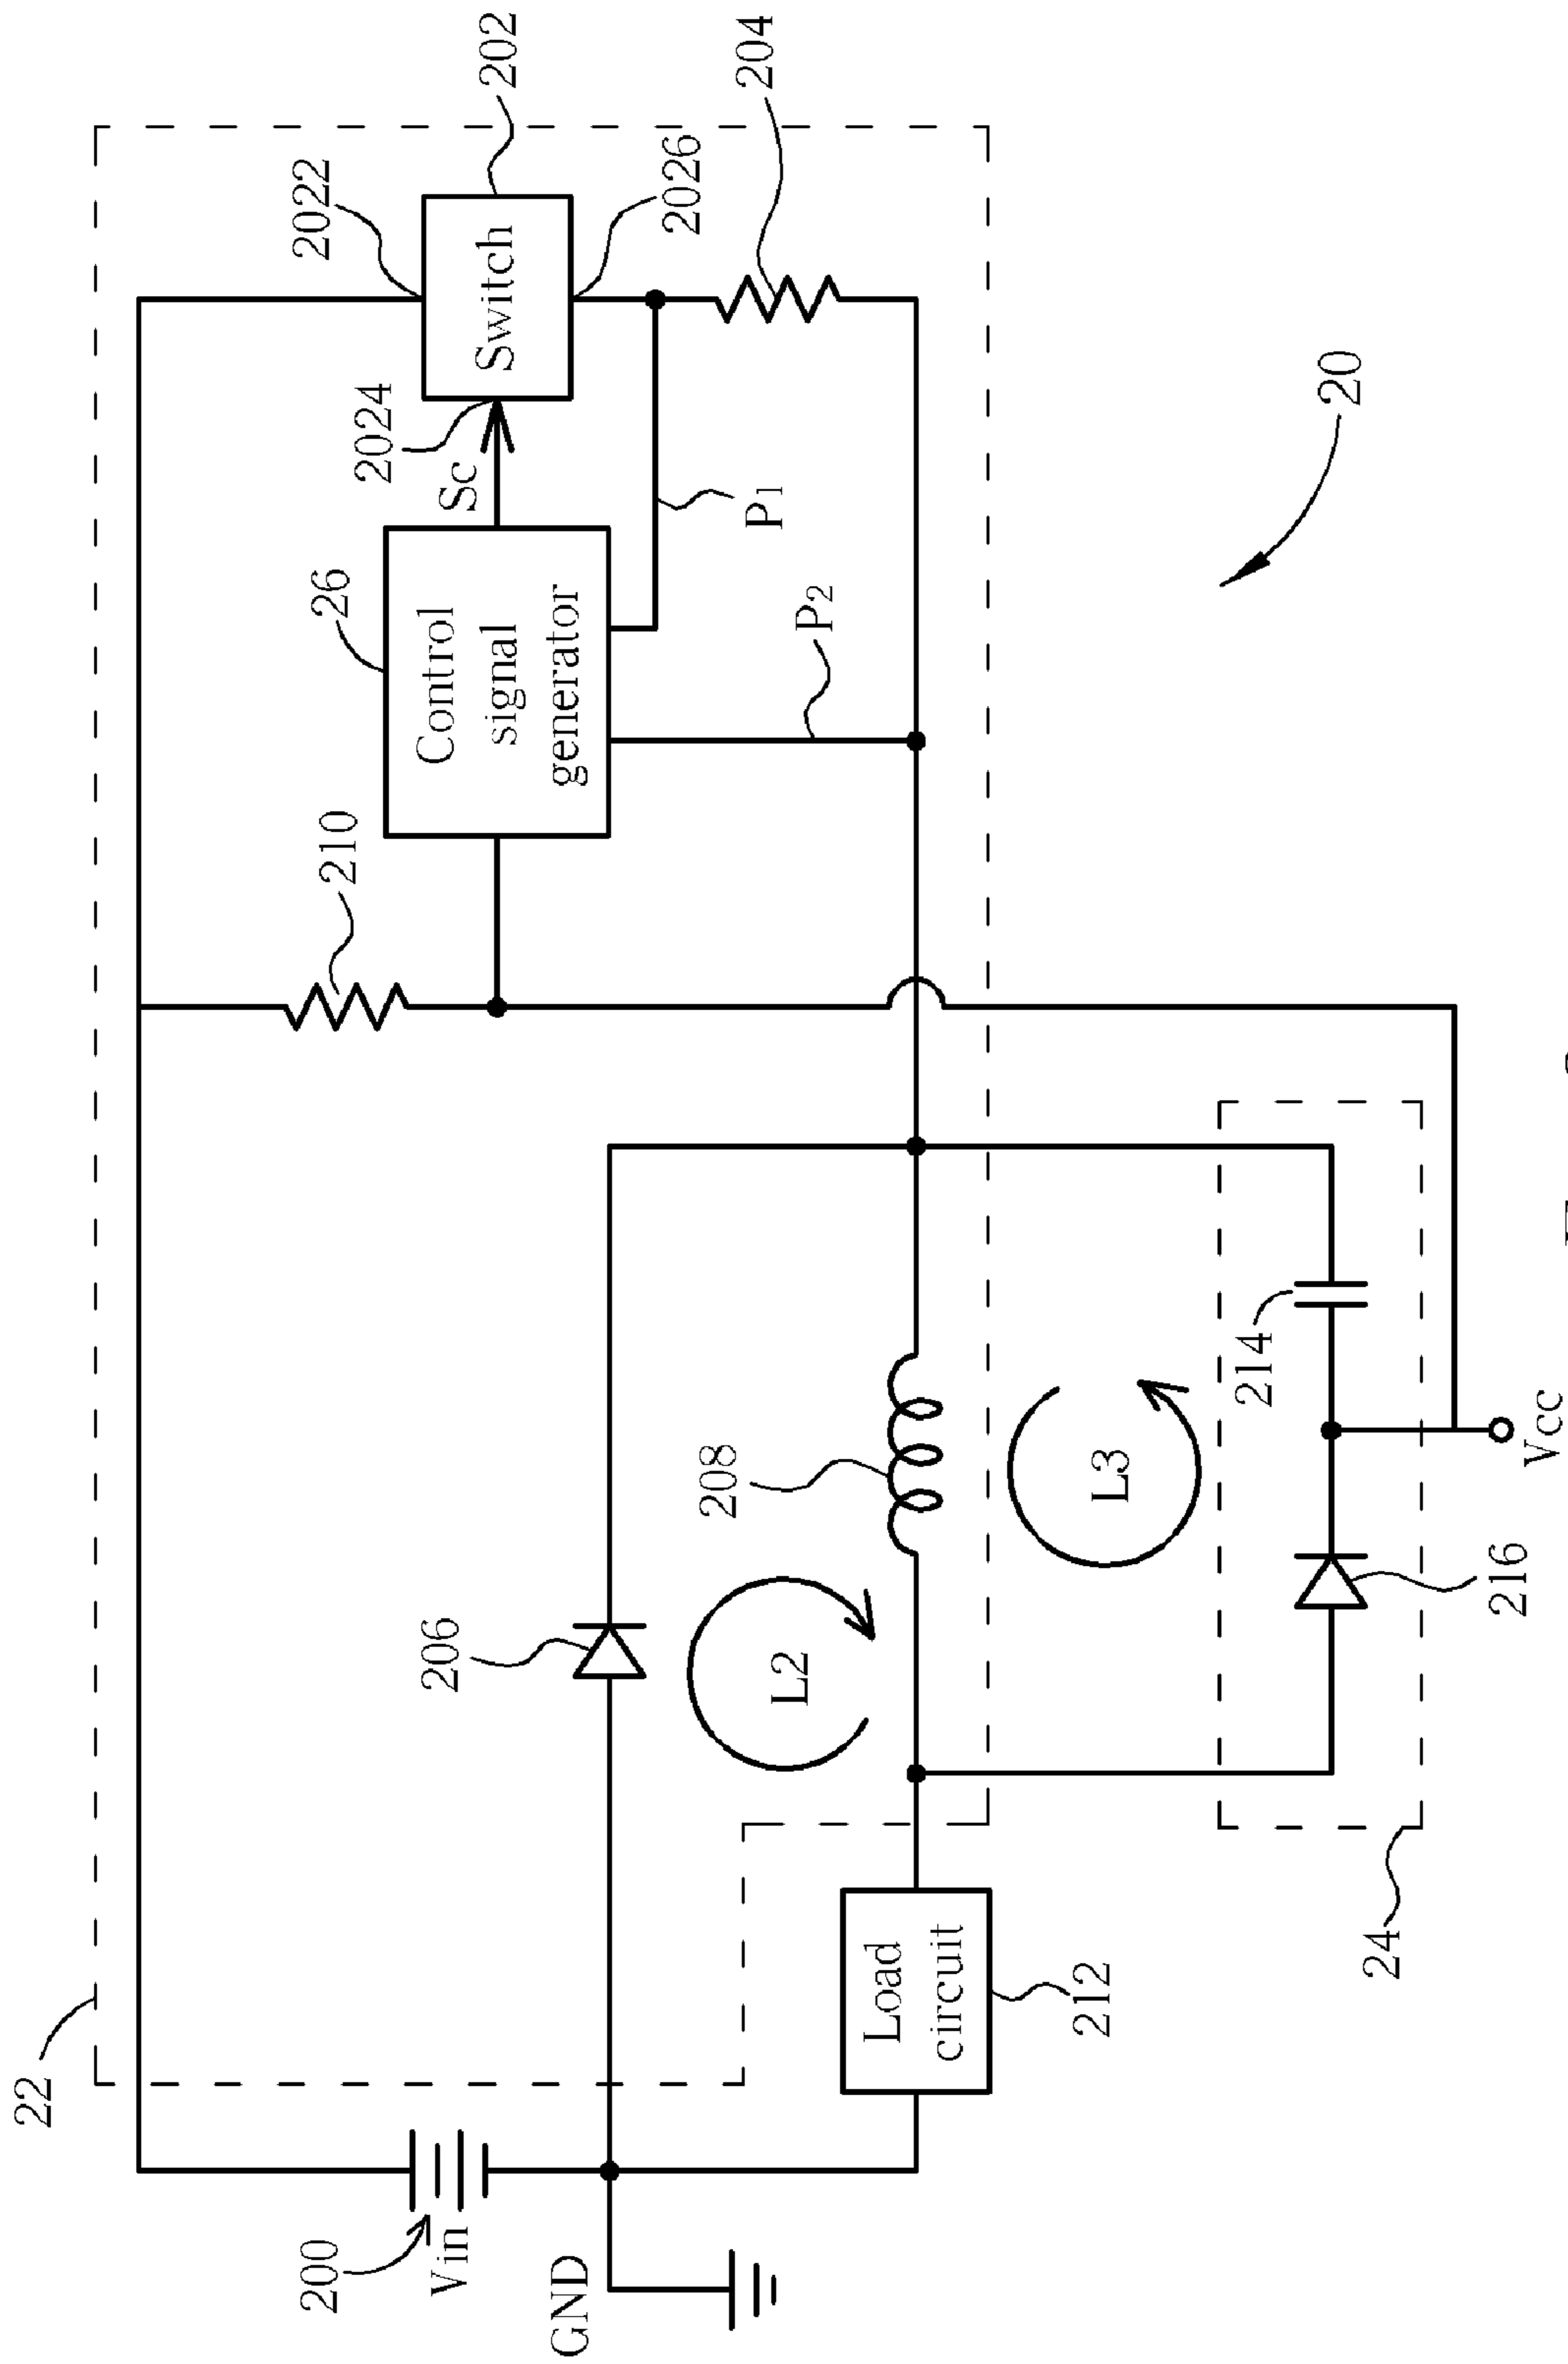 22
200
Vin
GND
210
26
Control
signal
generator
Sc
2024
2022
Switch
202
2026
204
P1
P2
206
L2
208
L3
Load
circuit
212
214
216
24
Vcc
20